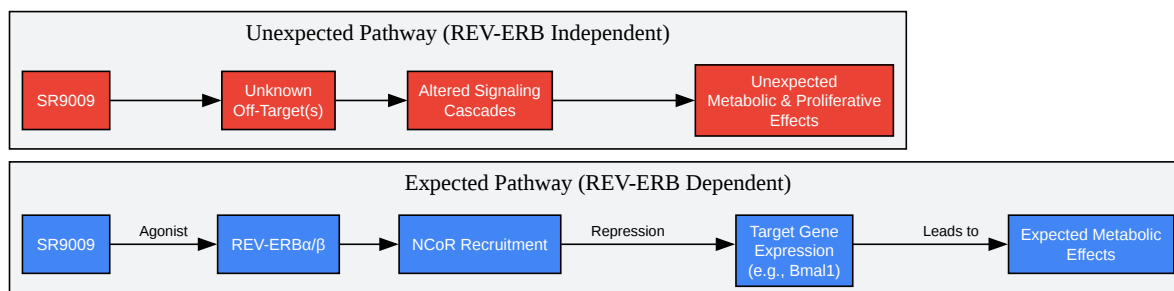 Unexpected Pathway (REV-ERB Independent)
SR9009
Unknown
Off-Target(s)
Altered Signaling
Cascades
Unexpected
Metabolic & Proliferative
Effects
Expected Pathway (REV-ERB Dependent)
SR9009
Agonist
REV-ERBα/β
NCoR Recruitment
Repression
Target Gene
Expression
(e.g., Bmal1)
Leads to
Expected Metabolic
Effects